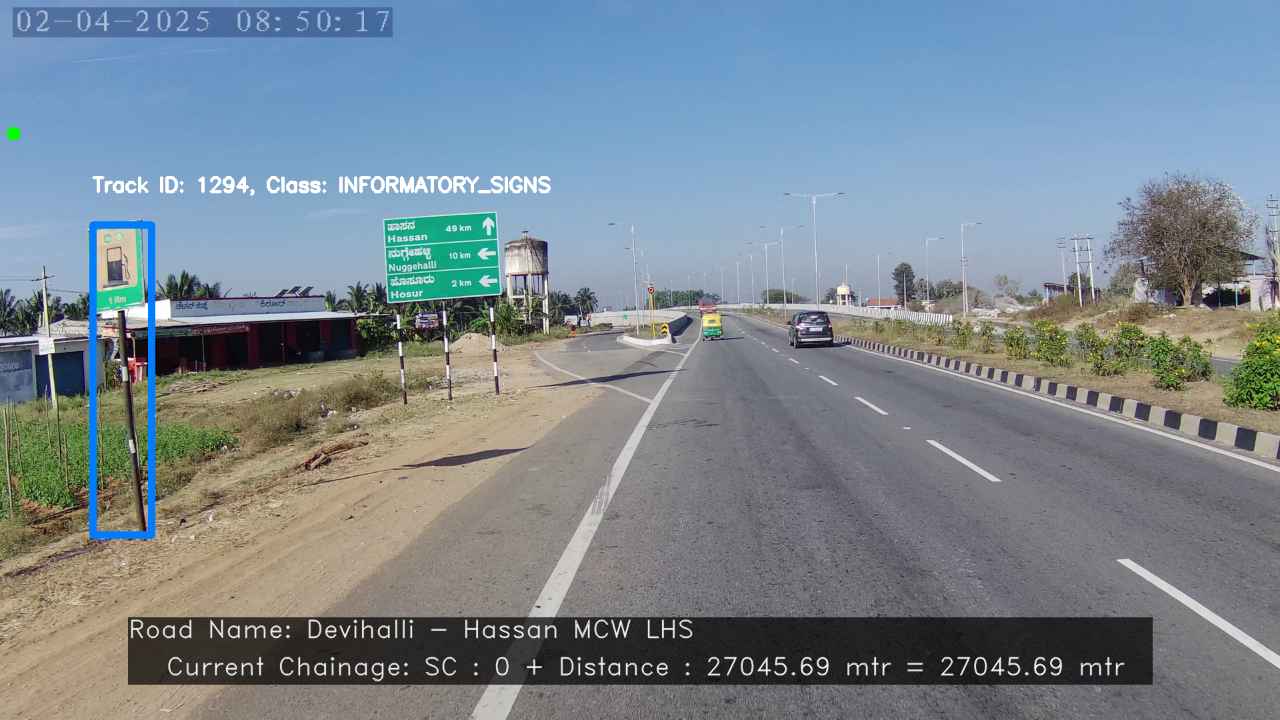 02-04-2025 08:50:17
Track ID: 1294, Class: INFORMATORY_SIGNS
ಹಾಸನ
Hassan 49 km
ನುಗ್ಗೇಹಳ್ಳಿ
Nuggehalli 10 km
ಹೊಸೂರು
Hosur 2 km
1 Km
Road Name: Devihalli - Hassan MCW LHS
Current Chainage: SC : 0 + Distance : 27045.69 mtr = 27045.69 mtr